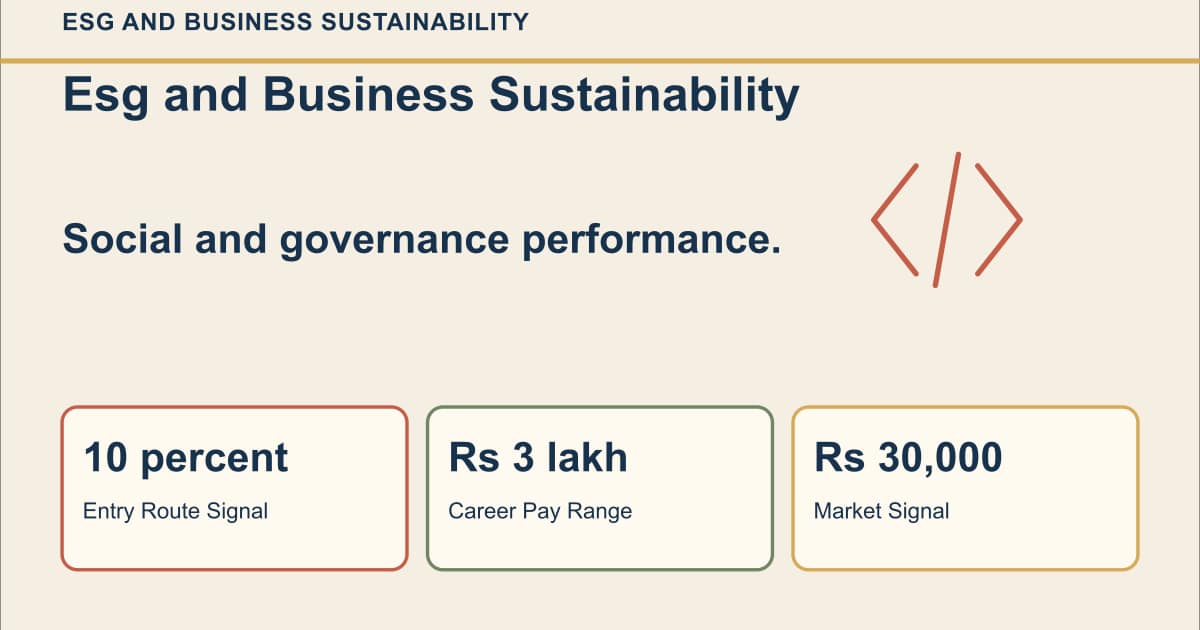 ESG AND BUSINESS SUSTAINABILITY
Esg and Business Sustainability
Social and governance performance.
10 percent
Entry Route Signal
Rs 3 lakh
Career Pay Range
Rs 30,000
Market Signal